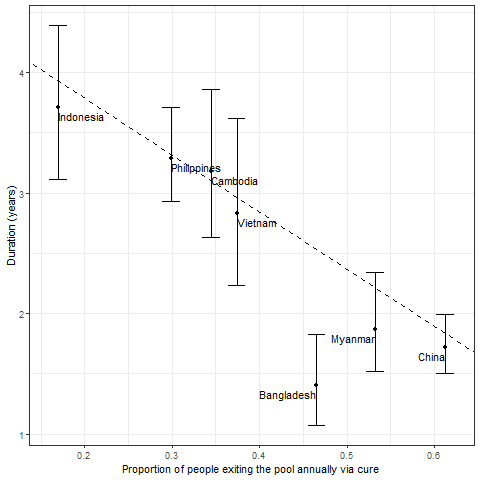 4
3
2
1
Duration (years)
Indonesia
Philippines
Cambodia
Vietnam
Myanmar
China
Bangladesh
0.2 0.3 0.4 0.5 0.6
Proportion of people exiting the pool annually via cure